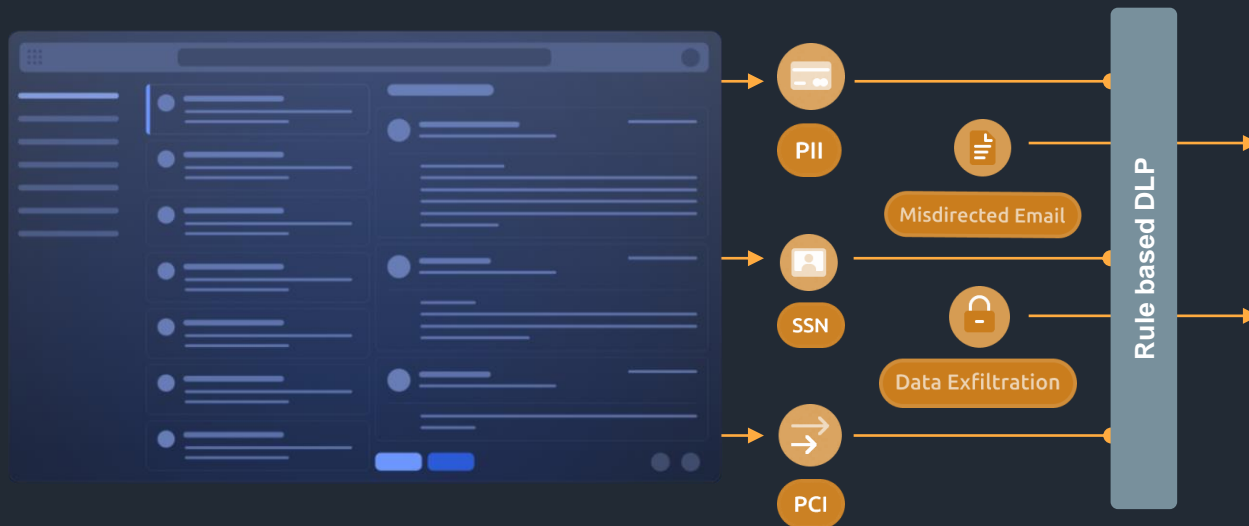 PII
Misdirected Email
SSN
Data Exfiltration
PCI
Rule based DLP